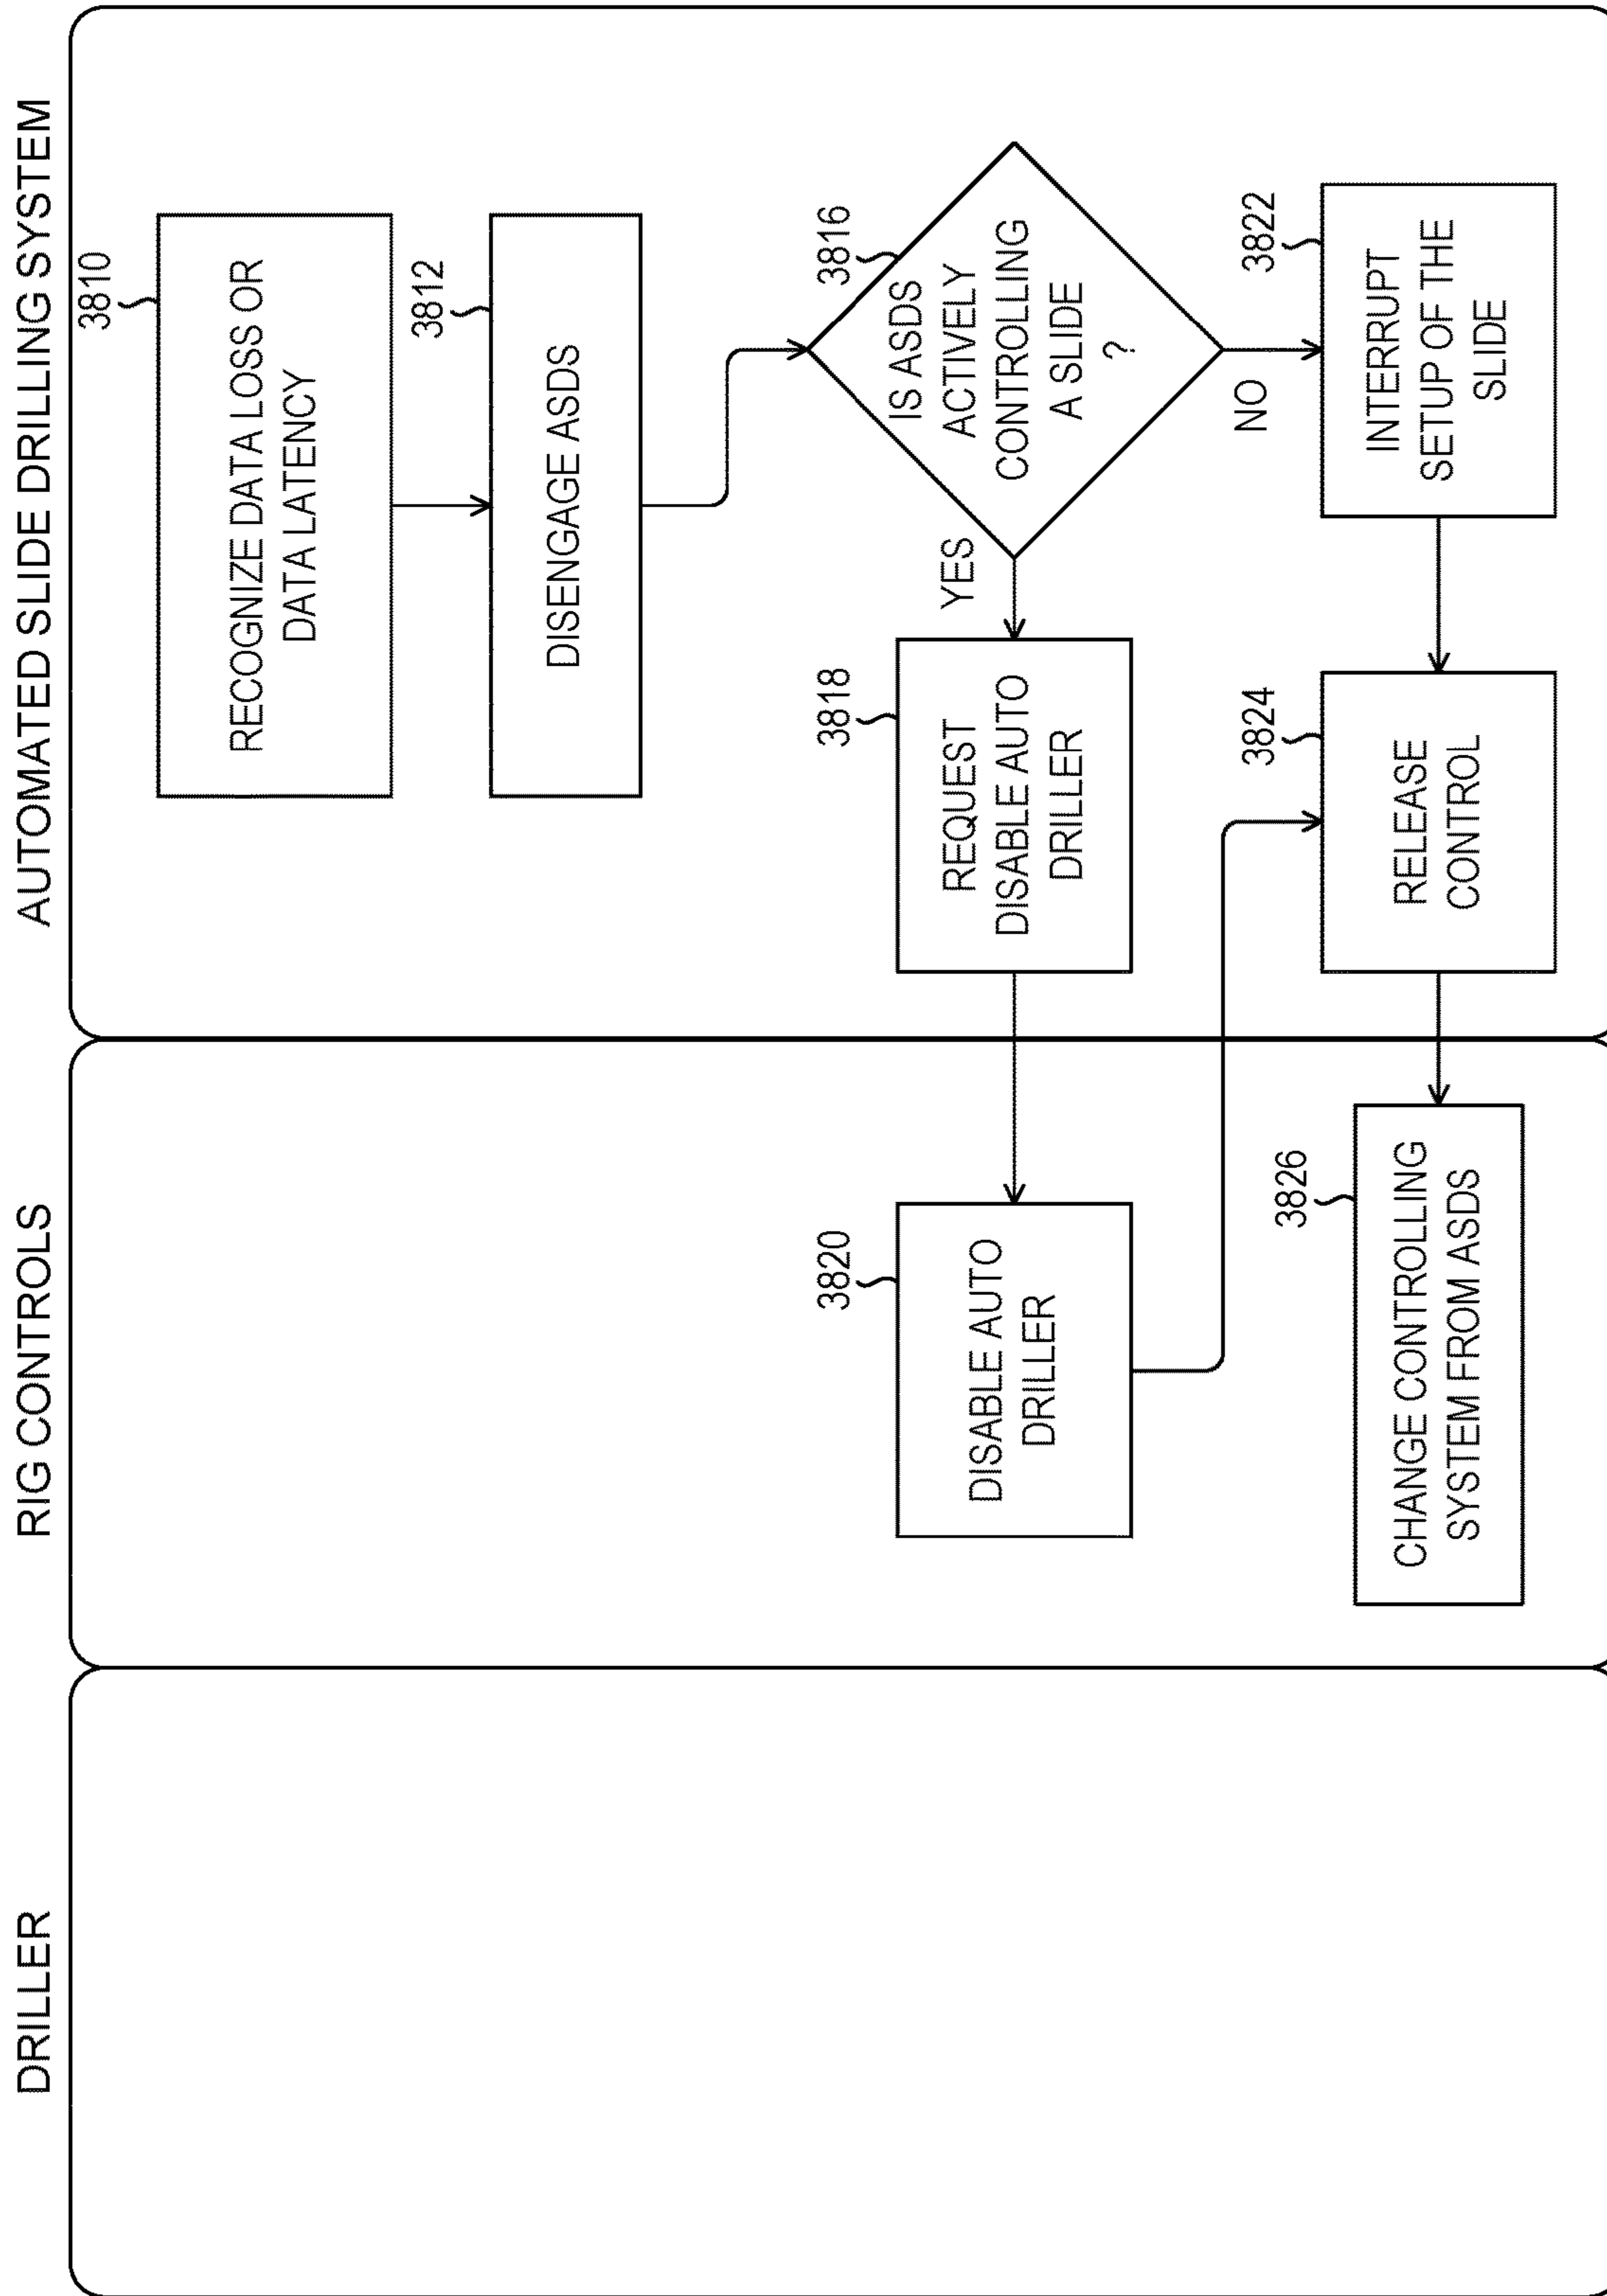 DRILLER
RIG CONTROLS
AUTOMATED SLIDE DRILLING SYSTEM
3810
RECOGNIZE DATA LOSS OR
DATA LATENCY
3812
DISENGAGE ASDS
3816
IS ASDS
ACTIVELY
CONTROLLING
A SLIDE
?
YES
NO
3818
REQUEST
DISABLE AUTO
DRILLER
3820
DISABLE AUTO
DRILLER
3822
INTERRUPT
SETUP OF THE
SLIDE
3824
RELEASE
CONTROL
3826
CHANGE CONTROLLING
SYSTEM FROM ASDS